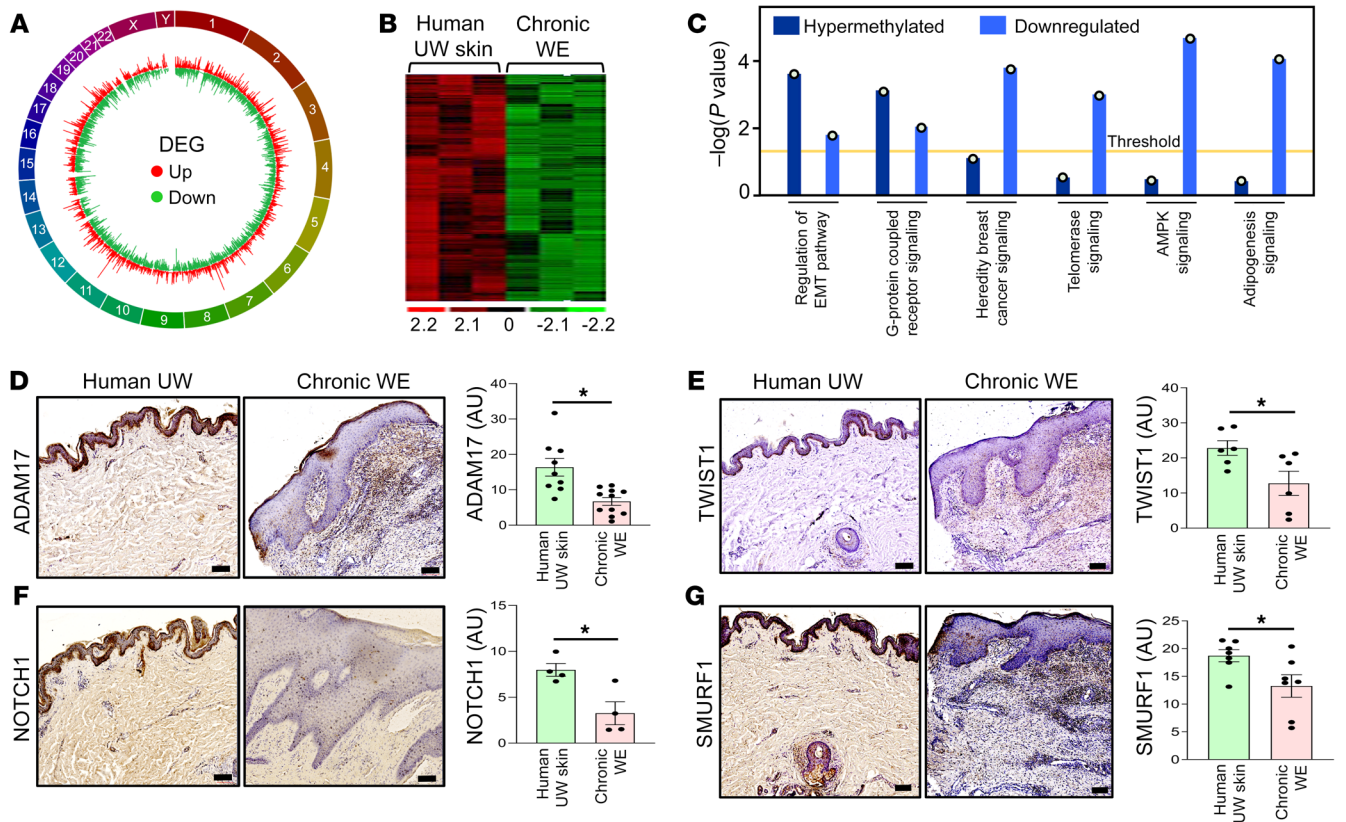 A
1
2
3
4
5
6
7
8
9
10
11
12
13
14
15
16
17
18
19
20
21
22
X
Y
DEG
Up
Down
B
Human
UW skin
Chronic
WE
2.2
2.1
0
-2.1
-2.2
C
Hypermethylated
Downregulated
–log(P value)
4
2
0
Threshold
Regulation of
EMT pathway
G-protein coupled
receptor signaling
Heredity breast
cancer signaling
Telomerase
signaling
AMPK
signaling
Adipogenesis
signaling
D
Human UW
Chronic WE
ADAM17
ADAM17 (AU)
40
30
20
10
0
*
Human
UW skin
Chronic
WE
E
Human UW
Chronic WE
TWIST1
TWIST1 (AU)
40
30
20
10
0
*
Human
UW skin
Chronic
WE
F
NOTCH1
NOTCH1 (AU)
15
10
5
0
*
Human
UW skin
Chronic
WE
G
SMURF1
SMURF1 (AU)
25
20
15
10
5
0
*
Human
UW skin
Chronic
WE